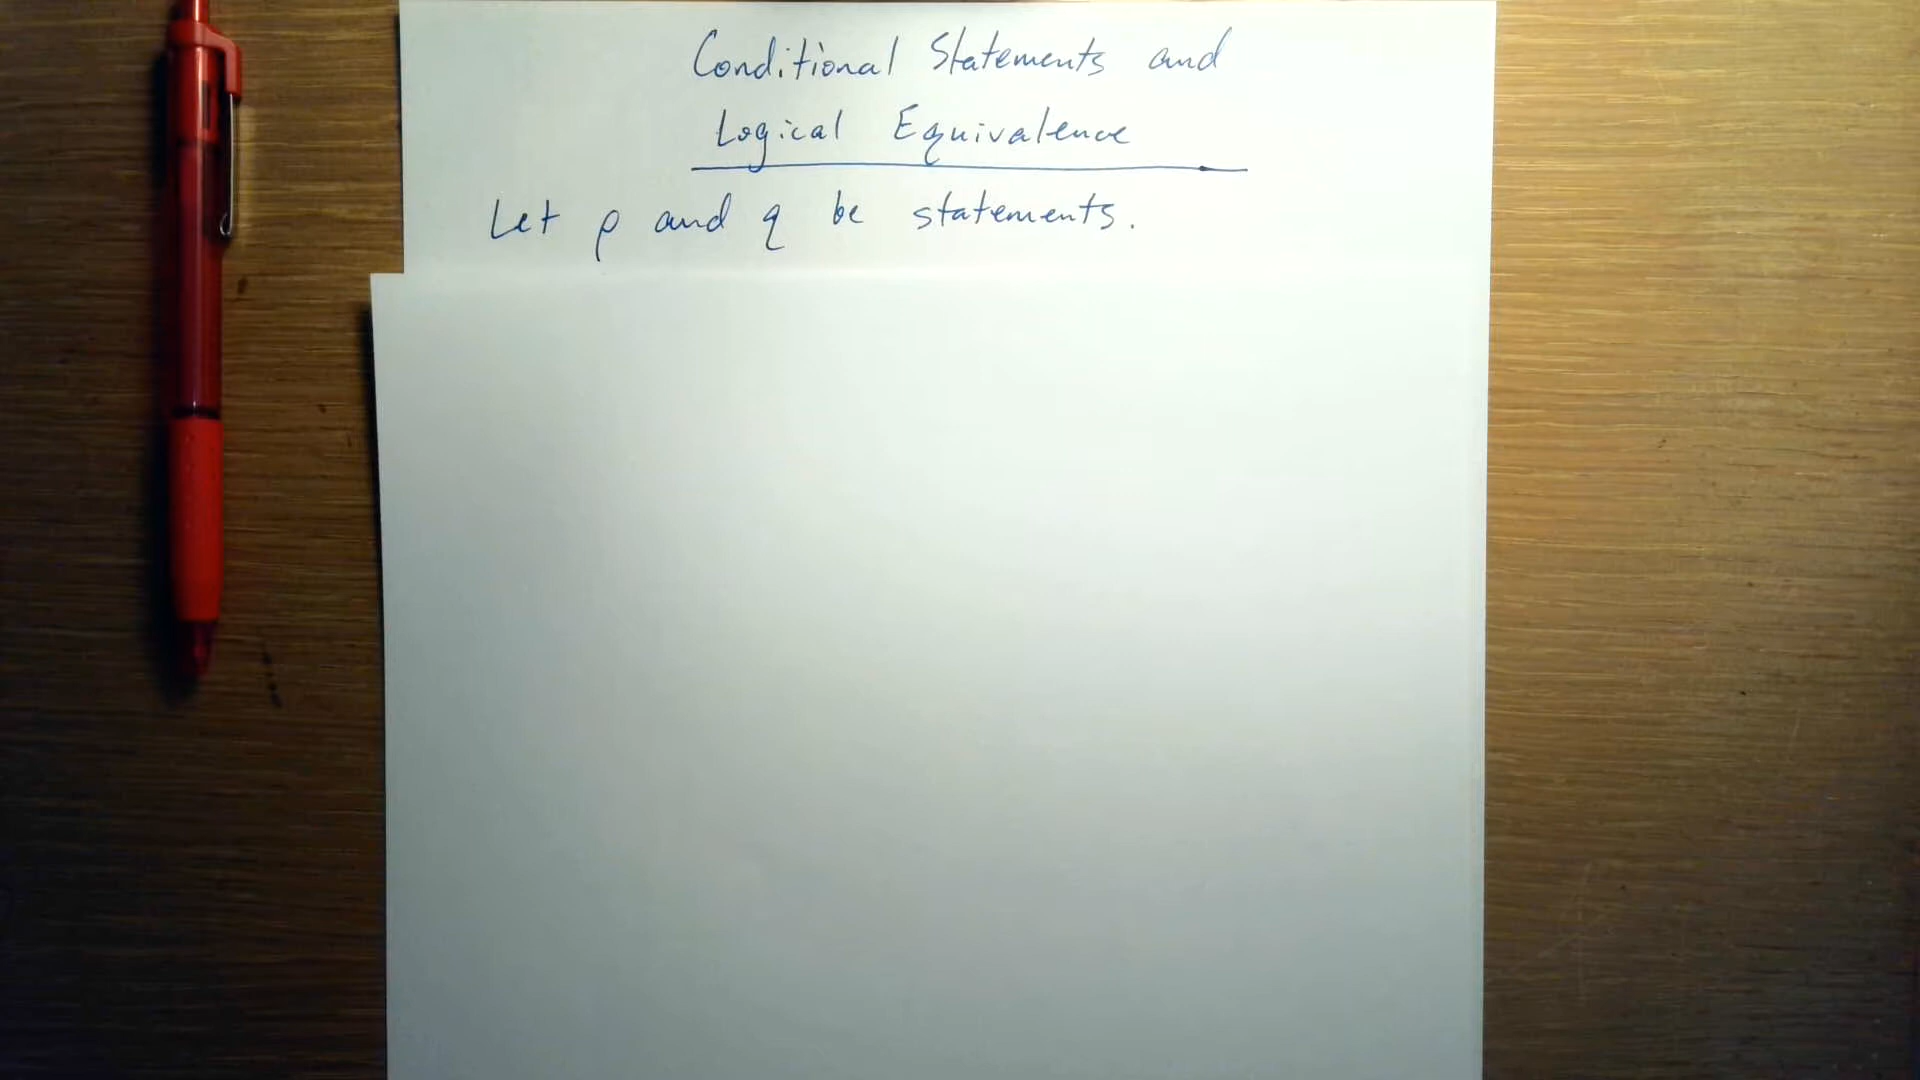 Conditional Statements and
Logical Equivalence
Let p and q be statements.